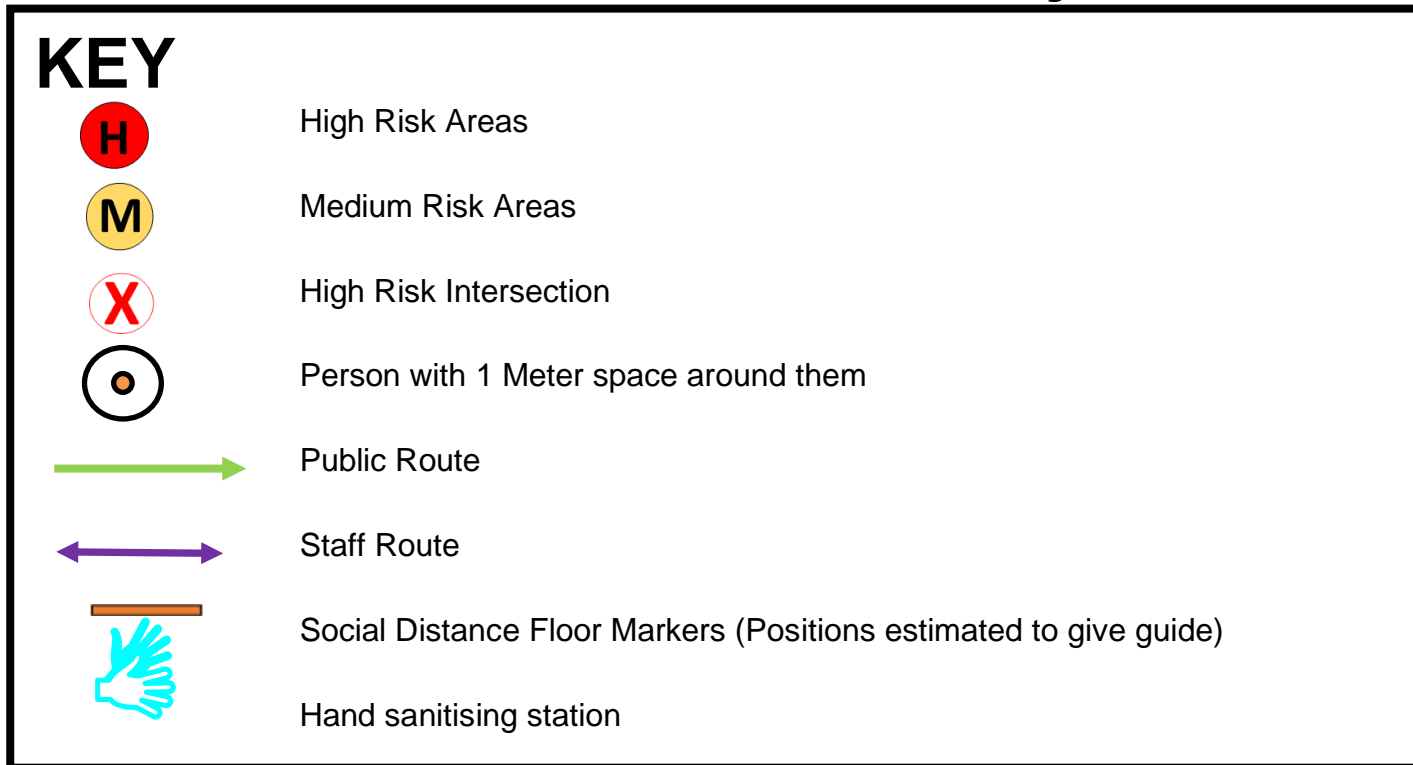 KEY
H High Risk Areas
M Medium Risk Areas
X High Risk Intersection
Person with 1 Meter space around them
Public Route
Staff Route
Social Distance Floor Markers (Positions estimated to give guide)
Hand sanitising station